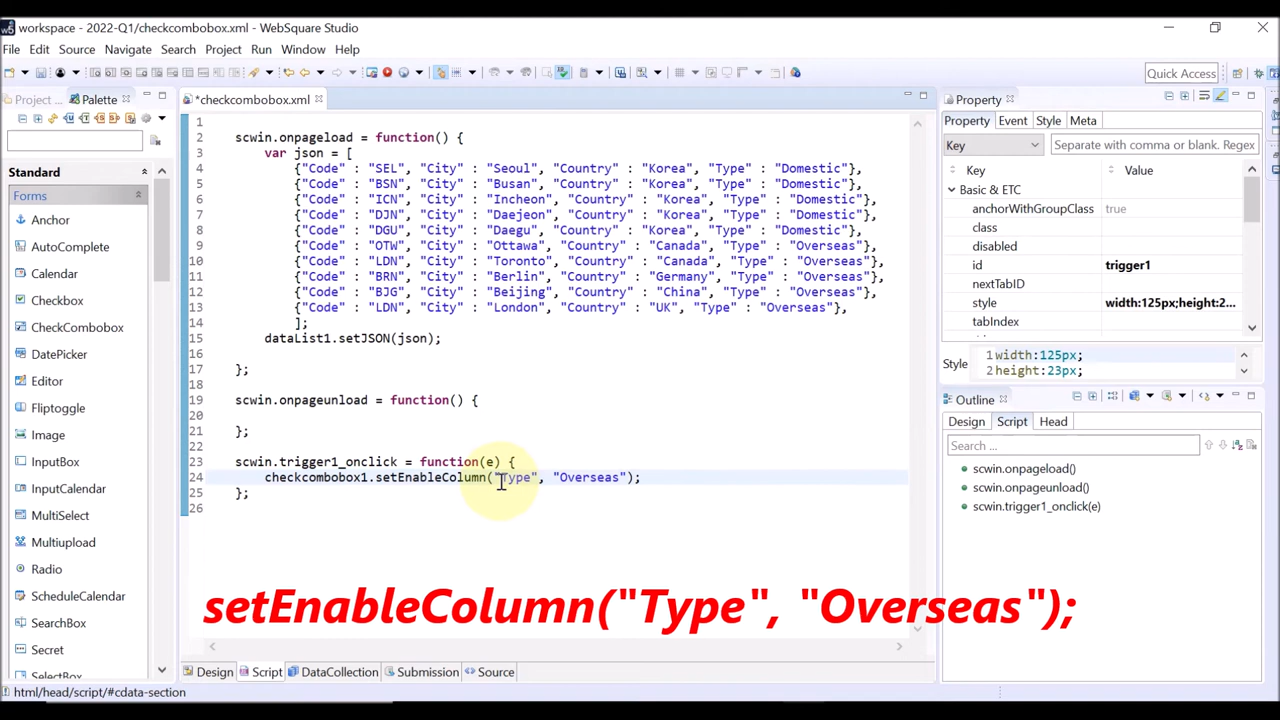 workspace - 2022-Q1/checkcombobox.xml - WebSquare Studio
File Edit Source Navigate Search Project Run Window Help
Quick Access
Project ... Palette
*checkcombobox.xml
Property
Standard
Forms
Anchor
AutoComplete
Calendar
Checkbox
CheckCombobox
DatePicker
Editor
Fliptoggle
Image
InputBox
InputCalendar
MultiSelect
Multiupload
Radio
ScheduleCalendar
SearchBox
Secret
SelectBox
1
2 scwin.onpageload = function() {
3 var json = [
4 {"Code" : "SEL", "City" : "Seoul", "Country" : "Korea", "Type" : "Domestic"},
5 {"Code" : "BSN", "City" : "Busan", "Country" : "Korea", "Type" : "Domestic"},
6 {"Code" : "ICN", "City" : "Incheon", "Country" : "Korea", "Type" : "Domestic"},
7 {"Code" : "DJN", "City" : "Daejeon", "Country" : "Korea", "Type" : "Domestic"},
8 {"Code" : "DGU", "City" : "Daegu", "Country" : "Korea", "Type" : "Domestic"},
9 {"Code" : "OTW", "City" : "Ottawa", "Country" : "Canada", "Type" : "Overseas"},
10 {"Code" : "LDN", "City" : "Toronto", "Country" : "Canada", "Type" : "Overseas"},
11 {"Code" : "BRN", "City" : "Berlin", "Country" : "Germany", "Type" : "Overseas"},
12 {"Code" : "BJG", "City" : "Beijing", "Country" : "China", "Type" : "Overseas"},
13 {"Code" : "LDN", "City" : "London", "Country" : "UK", "Type" : "Overseas"},
14 ];
15 dataList1.setJSON(json);
16
17 };
18
19 scwin.onpageunload = function() {
20
21 };
22
23 scwin.trigger1_onclick = function(e) {
24 checkcombobox1.setEnableColumn("Type", "Overseas");
25 };
26
setEnableColumn("Type", "Overseas");
Design Script DataCollection Submission Source
html/head/script/#cdata-section
Property Event Style Meta
Key Separate with comma or blank. Regex
Key Value
Basic & ETC
anchorWithGroupClass true
class
disabled
id trigger1
nextTabID
style width:125px;height:2...
tabIndex
Style 1 width:125px;
2 height:23px;
Outline
Design Script Head
Search ...
scwin.onpageload()
scwin.onpageunload()
scwin.trigger1_onclick(e)